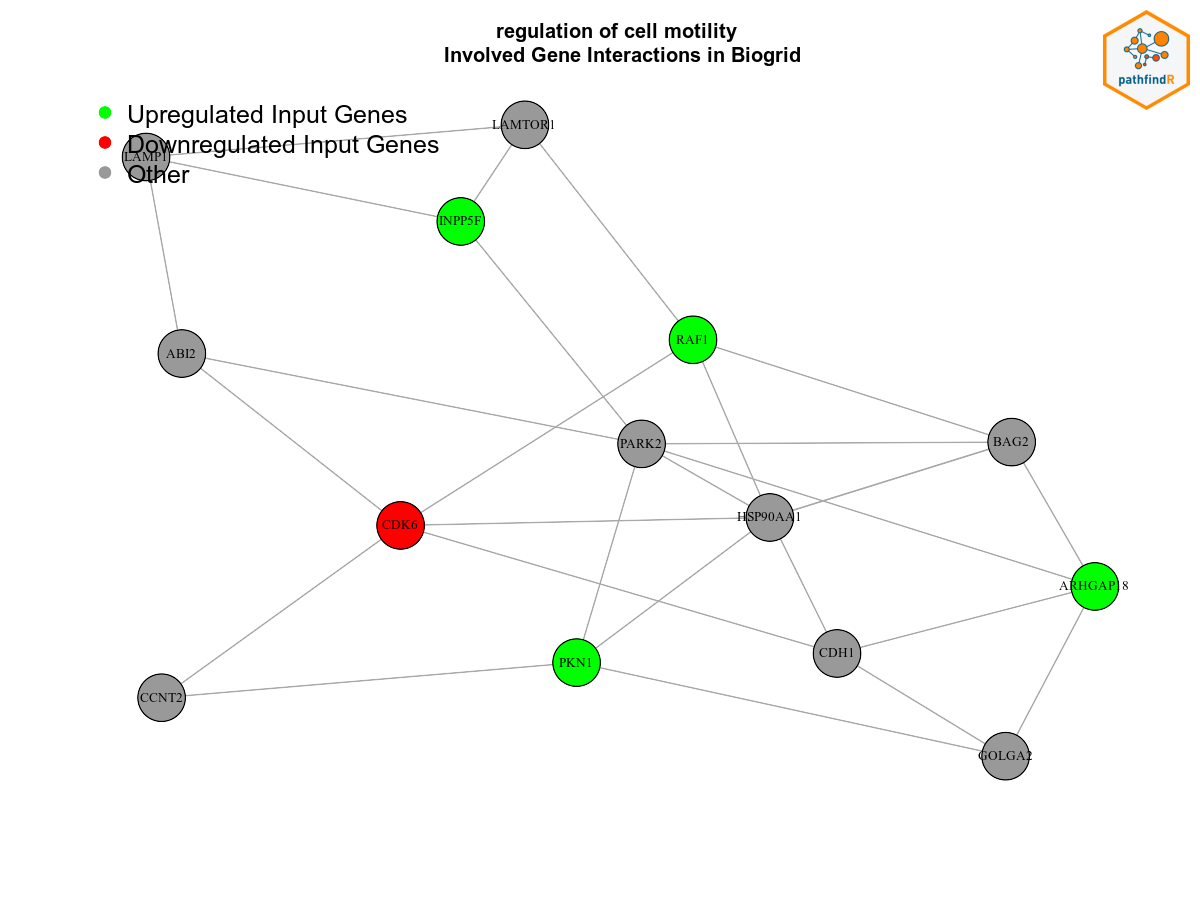 regulation of cell motility
Involved Gene Interactions in Biogrid
pathfindR
Upregulated Input Genes
Downregulated Input Genes
Other
LAMTOR1
LAMP1
INPP5F
RAF1
ABI2
PARK2
BAG2
HSP90AA1
CDK6
ARHGAP18
CDH1
PKN1
CCNT2
GOLGA2